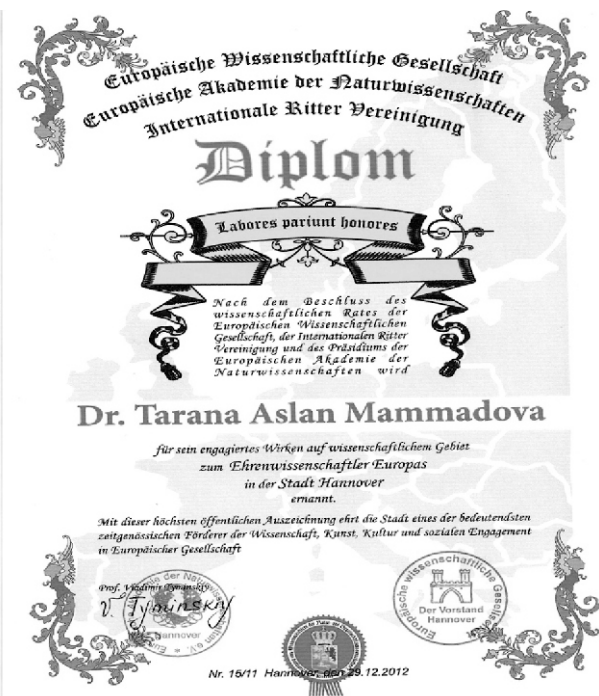 Europäische Wissenschaftliche Gesellschaft
Europäische Akademie der Naturwissenschaften
Internationale Ritter Vereinigung
Diplom
Labores pariunt honores
Nach dem Beschluss des
wissenschaftlichen Rates der
Europäischen Wissenschaftlichen
Gesellschaft, der Internationalen Ritter
Vereinigung und des Präsidiums der
Europäischen Akademie der
Naturwissenschaften wird
Dr. Tarana Aslan Mammadova
für sein engagiertes Wirken auf wissenschaftlichem Gebiet
zum Ehrenwissenschaftler Europas
in der Stadt Hannover
ernannt.
Mit dieser höchsten öffentlichen Auszeichnung ehrt die Stadt eines der bedeutendsten
zeitgenössischen Förderer der Wissenschaft, Kunst, Kultur und sozialen Engagement
in Europäischer Gesellschaft
Prof. Vladimir Tymanskiy
V. Tyminskiy
Hannover
Europäische wissenschaftliche Gesellschaft
Der Vorstand
Hannover
Nr. 15/11 Hannover, den 29.12.2012